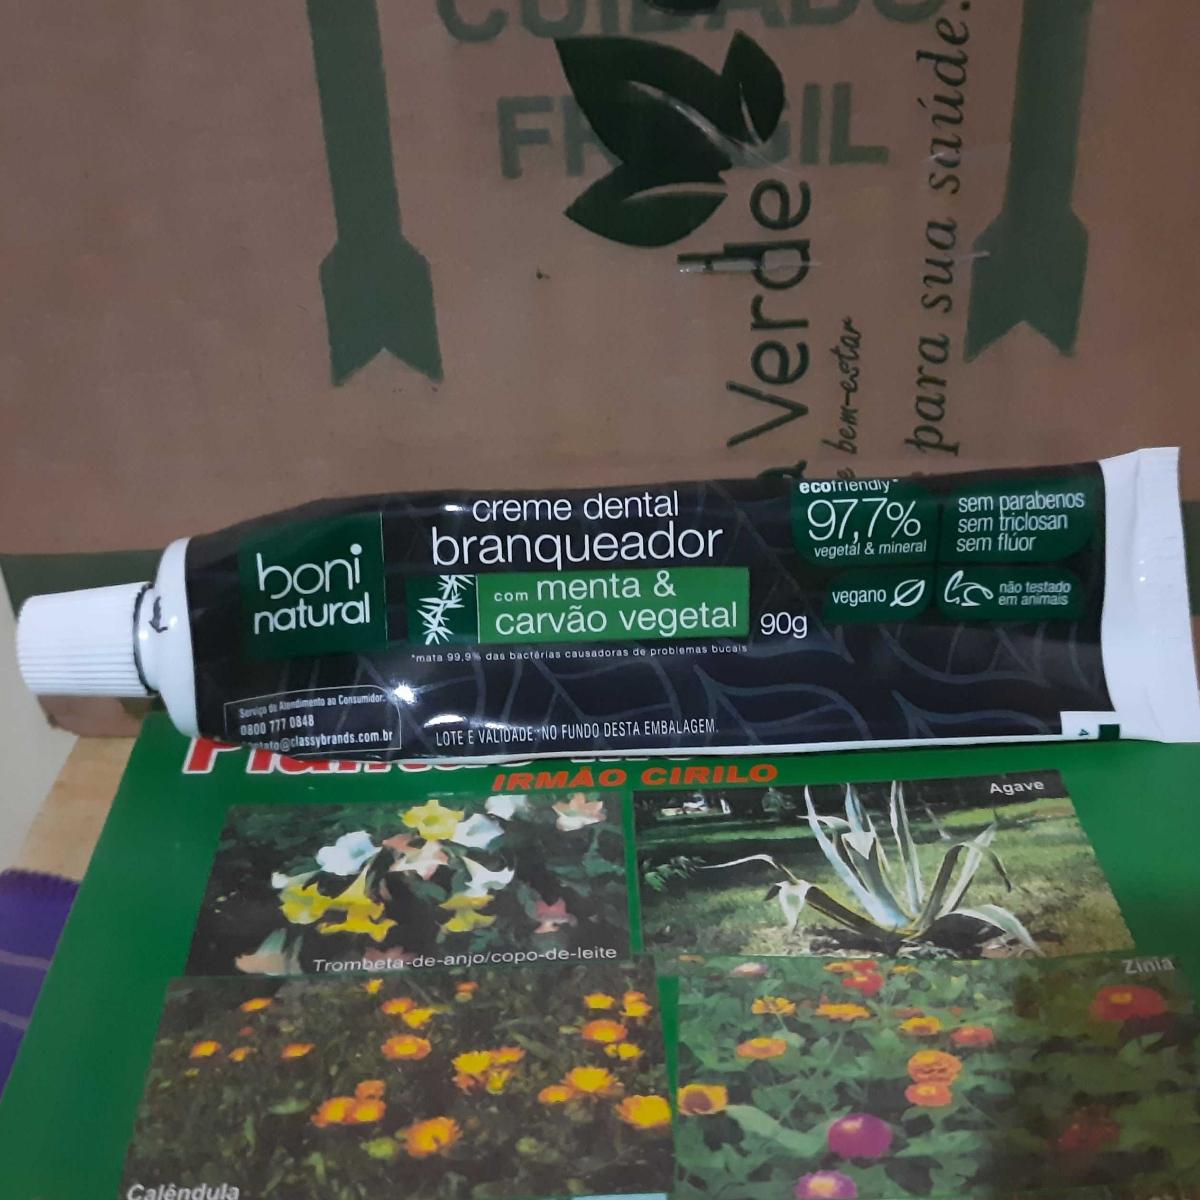 CUIDADO
FRÁGIL
Verde
e bem-estar
para sua saúde.
boni
natural
creme dental
branqueador
com menta &
carvão vegetal
90g
*mata 99,9% das bactérias causadoras de problemas bucais
ecofriendly*
97,7%
vegetal & mineral
sem parabenos
sem triclosan
sem flúor
vegano
não testado
em animais
Serviço de Atendimento ao Consumidor:
0800 777 0848
@classybrands.com.br
LOTE E VALIDADE: NO FUNDO DESTA EMBALAGEM.
IRMÃO CIRILO
Agave
Trombeta-de-anjo/copo-de-leite
Zínia
Calêndula